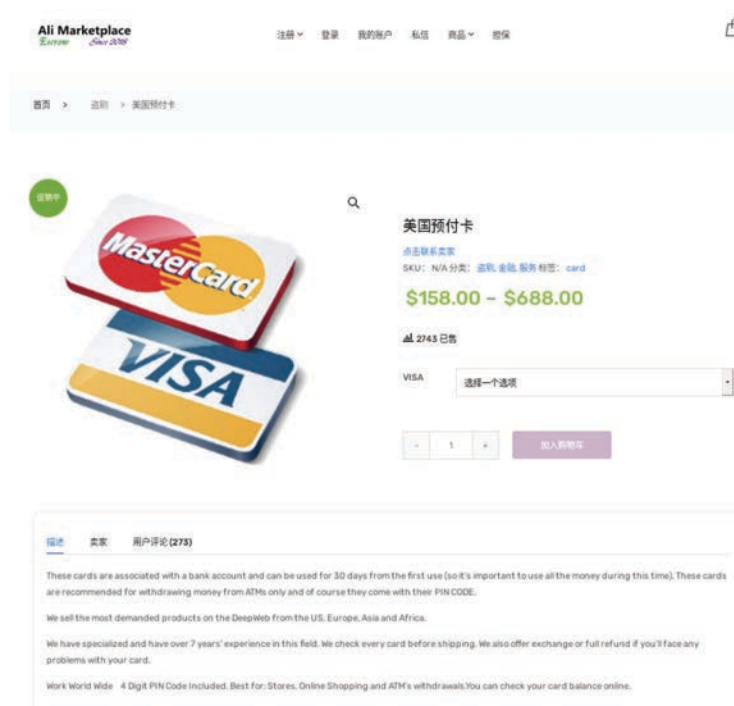 Ali Marketplace
Escrow Since 2018
注册 登录 我的账户 私信 商品 担保
首页 > 盗刷 > 美国预付卡
促销中
MasterCard
VISA
美国预付卡
点击联系卖家
SKU: N/A 分类: 盗刷, 金融, 服务 标签: card
$158.00 – $688.00
2743 已售
VISA 选择一个选项
- 1 +
加入购物车
描述 卖家 用户评论 (273)
These cards are associated with a bank account and can be used for 30 days from the first use (so it's important to use all the money during this time). These cards
are recommended for withdrawing money from ATMs only and of course they come with their PIN CODE.
We sell the most demanded products on the DeepWeb from the US, Europe, Asia and Africa.
We have specialized and have over 7 years' experience in this field. We check every card before shipping. We also offer exchange or full refund if you'll face any
problems with your card.
Work World Wide 4 Digit PIN Code Included. Best for: Stores, Online Shopping and ATM's withdrawals.You can check your card balance online.